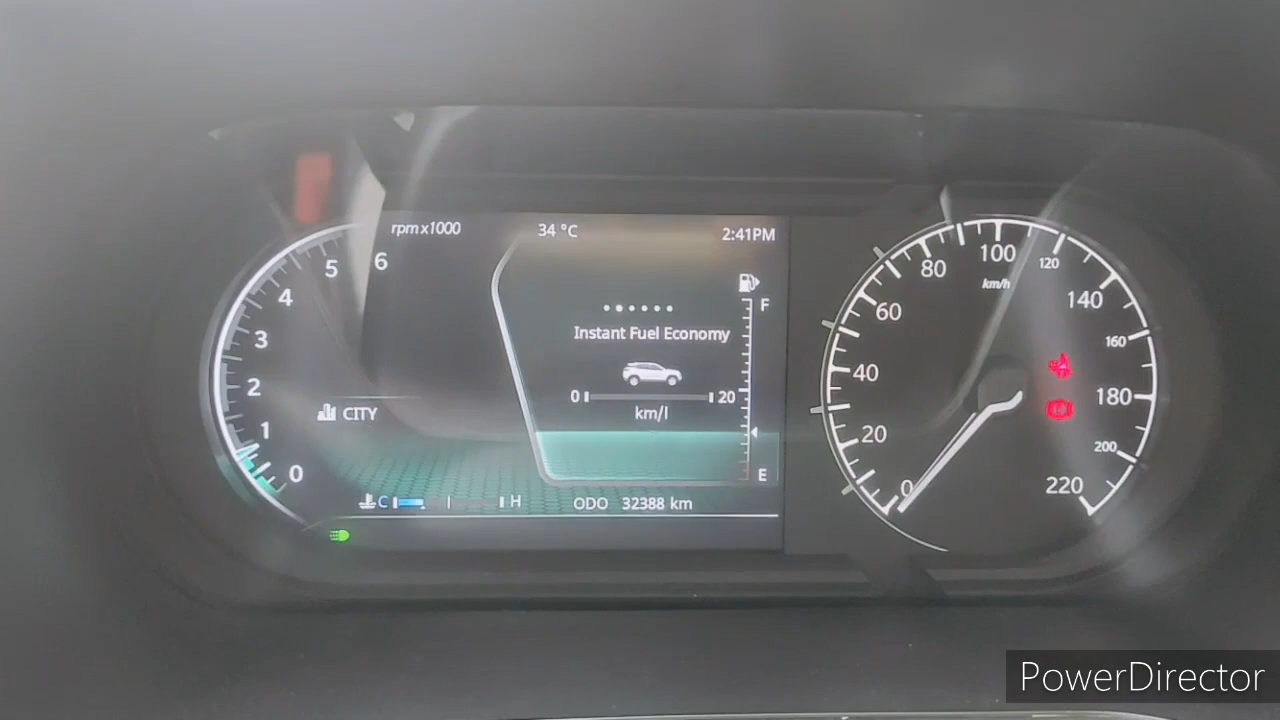 rpm x1000
34 °C
2:41PM
6
5
4
3
2
1
0
CITY
F
Instant Fuel Economy
0 20
km/l
E
C H
ODO 32388 km
0
20
40
60
80
100
120
140
160
180
200
220
km/h
PowerDirector